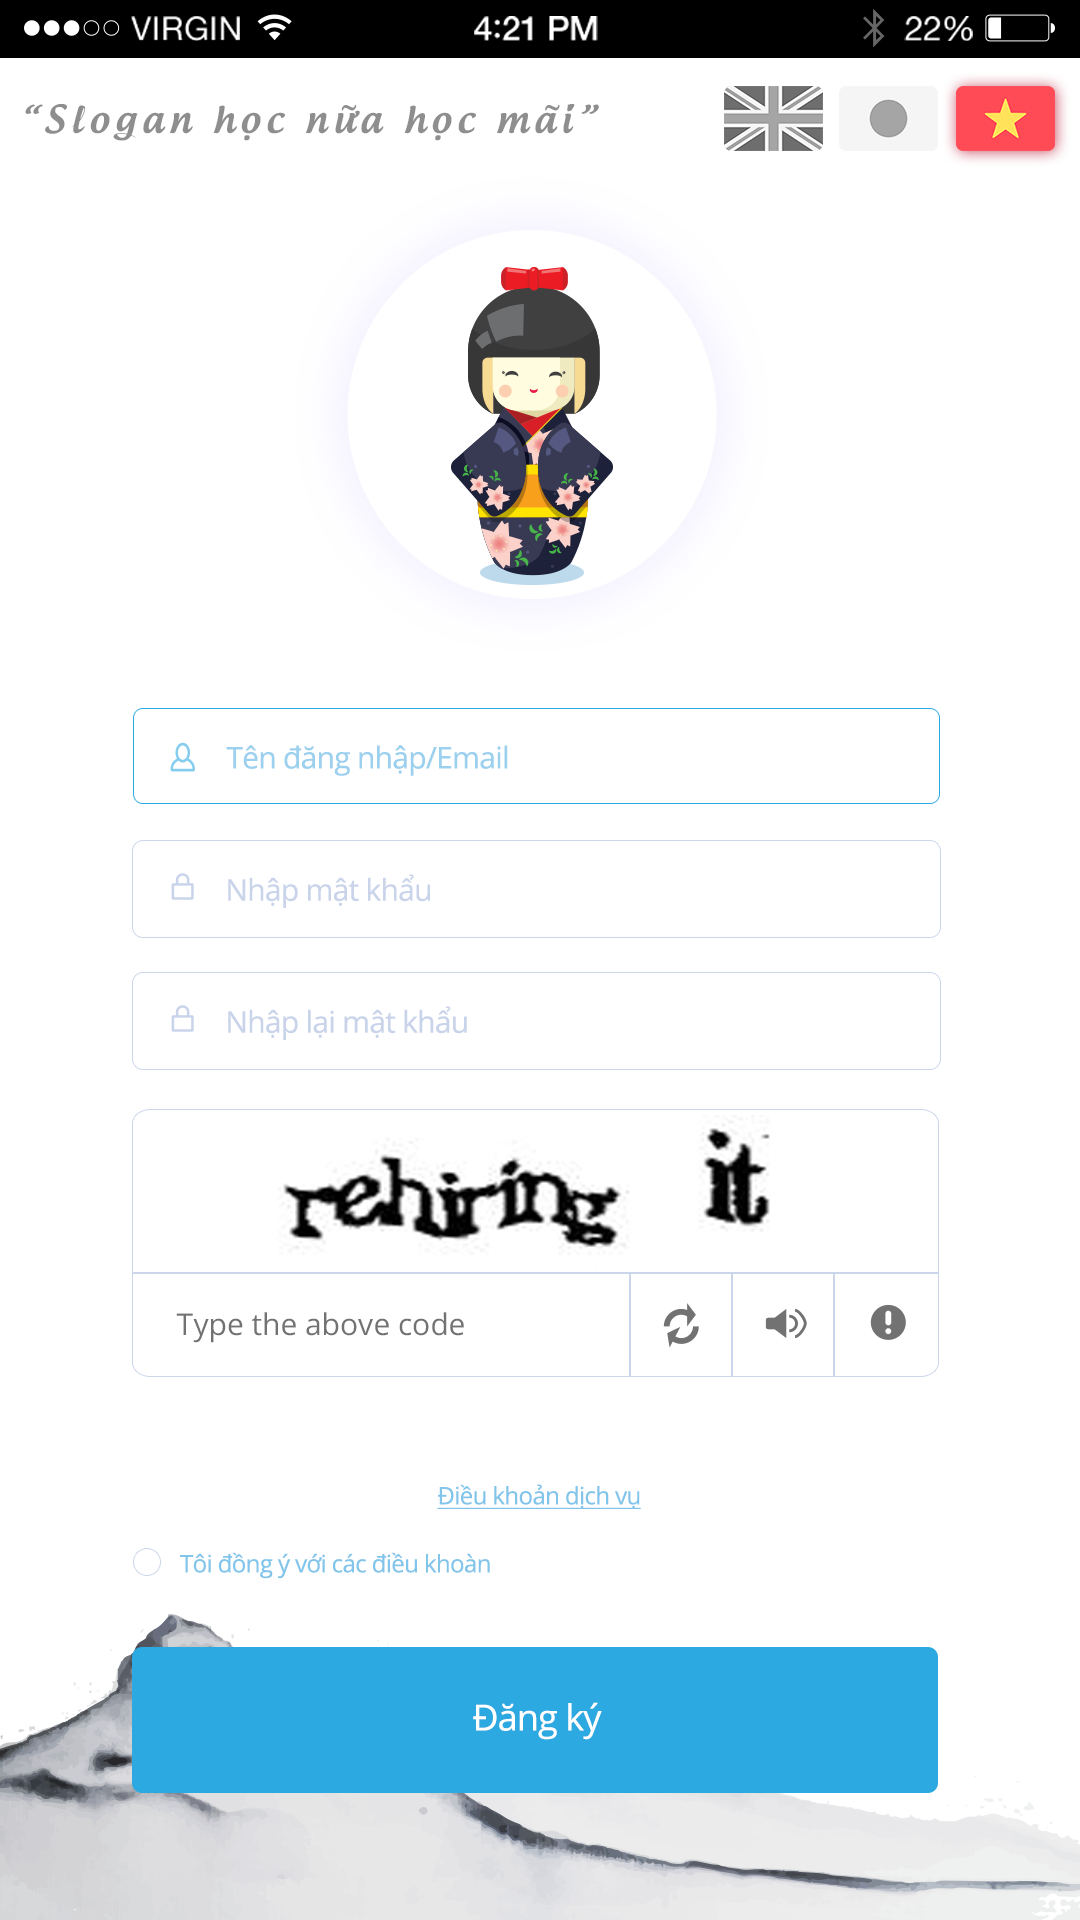 VIRGIN 4:21 PM 22%
“Slogan học nữa học mãi”
Tên đăng nhập/Email
Nhập mật khẩu
Nhập lại mật khẩu
rehiring it
Type the above code
Điều khoản dịch vụ
Tôi đồng ý với các điều khoàn
Đăng ký